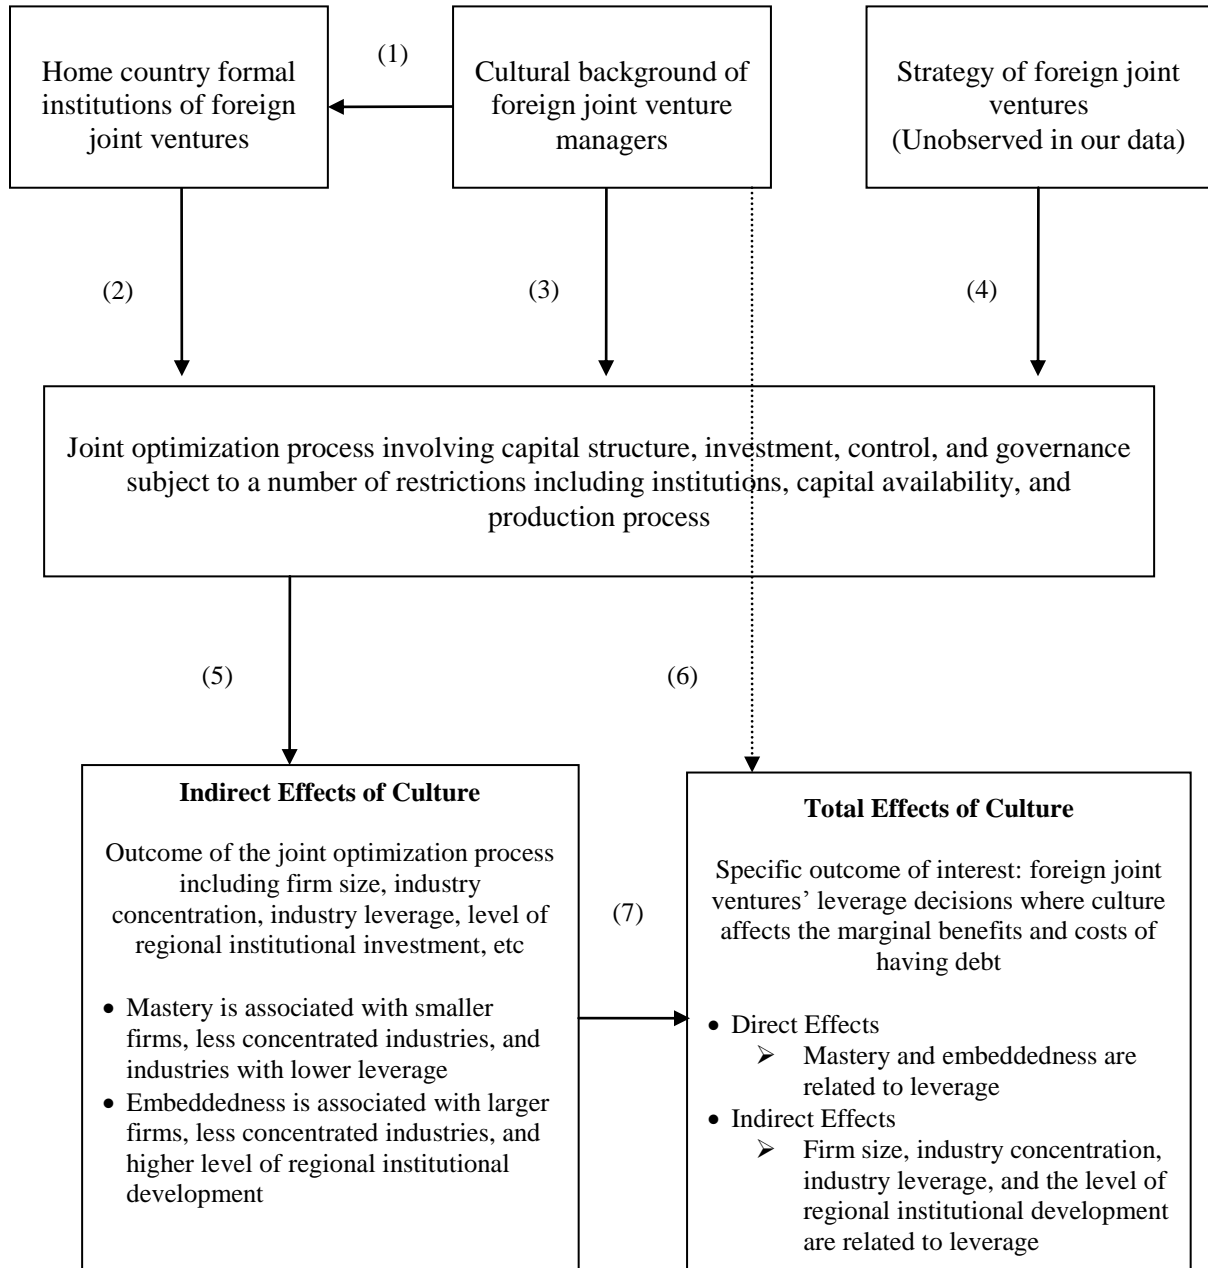 Home country formal
institutions of foreign
joint ventures
(1)
Cultural background of
foreign joint venture
managers
Strategy of foreign joint
ventures
(Unobserved in our data)
(2)
(3)
(4)
Joint optimization process involving capital structure, investment, control, and governance
subject to a number of restrictions including institutions, capital availability, and
production process
(5)
(6)
Indirect Effects of Culture
Outcome of the joint optimization process
including firm size, industry
concentration, industry leverage, level of
regional institutional investment, etc
• Mastery is associated with smaller
firms, less concentrated industries, and
industries with lower leverage
• Embeddedness is associated with larger
firms, less concentrated industries, and
higher level of regional institutional
development
(7)
Total Effects of Culture
Specific outcome of interest: foreign joint
ventures’ leverage decisions where culture
affects the marginal benefits and costs of
having debt
• Direct Effects
➢ Mastery and embeddedness are
related to leverage
• Indirect Effects
➢ Firm size, industry concentration,
industry leverage, and the level of
regional institutional development
are related to leverage